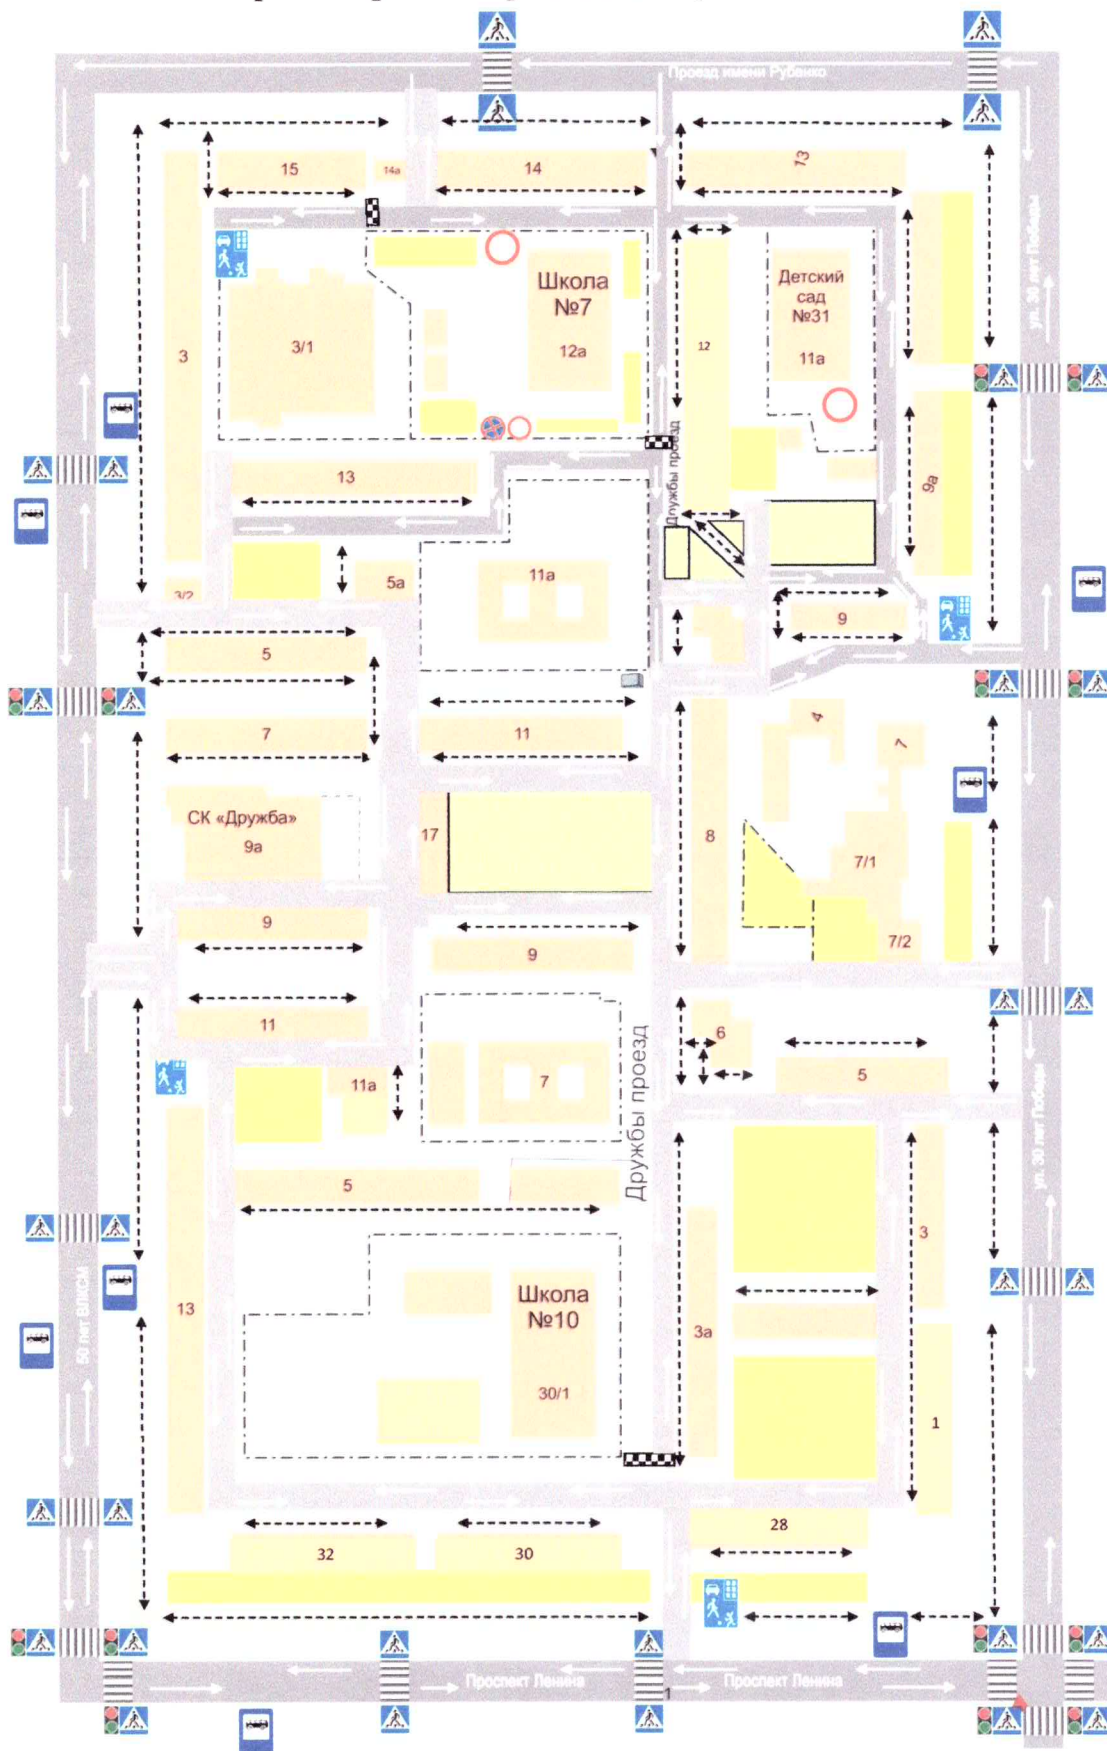 Проезд имени Рубенко
15
14а
14
13
ул. 30 лет Победы
3
3/1
Школа
№7
12а
12
Детский
сад
№31
11а
13
Дружбы проезд
9а
3/2
5а
11а
9
5
7
11
4
7
СК «Дружба»
9а
17
8
7/1
7/2
9
9
11
6
5
11а
7
Дружбы проезд
ул. 30 лет Победы
5
3
50 лет ВЛКСМ
13
Школа
№10
30/1
3а
1
32
30
28
Проспект Ленина
1
Проспект Ленина